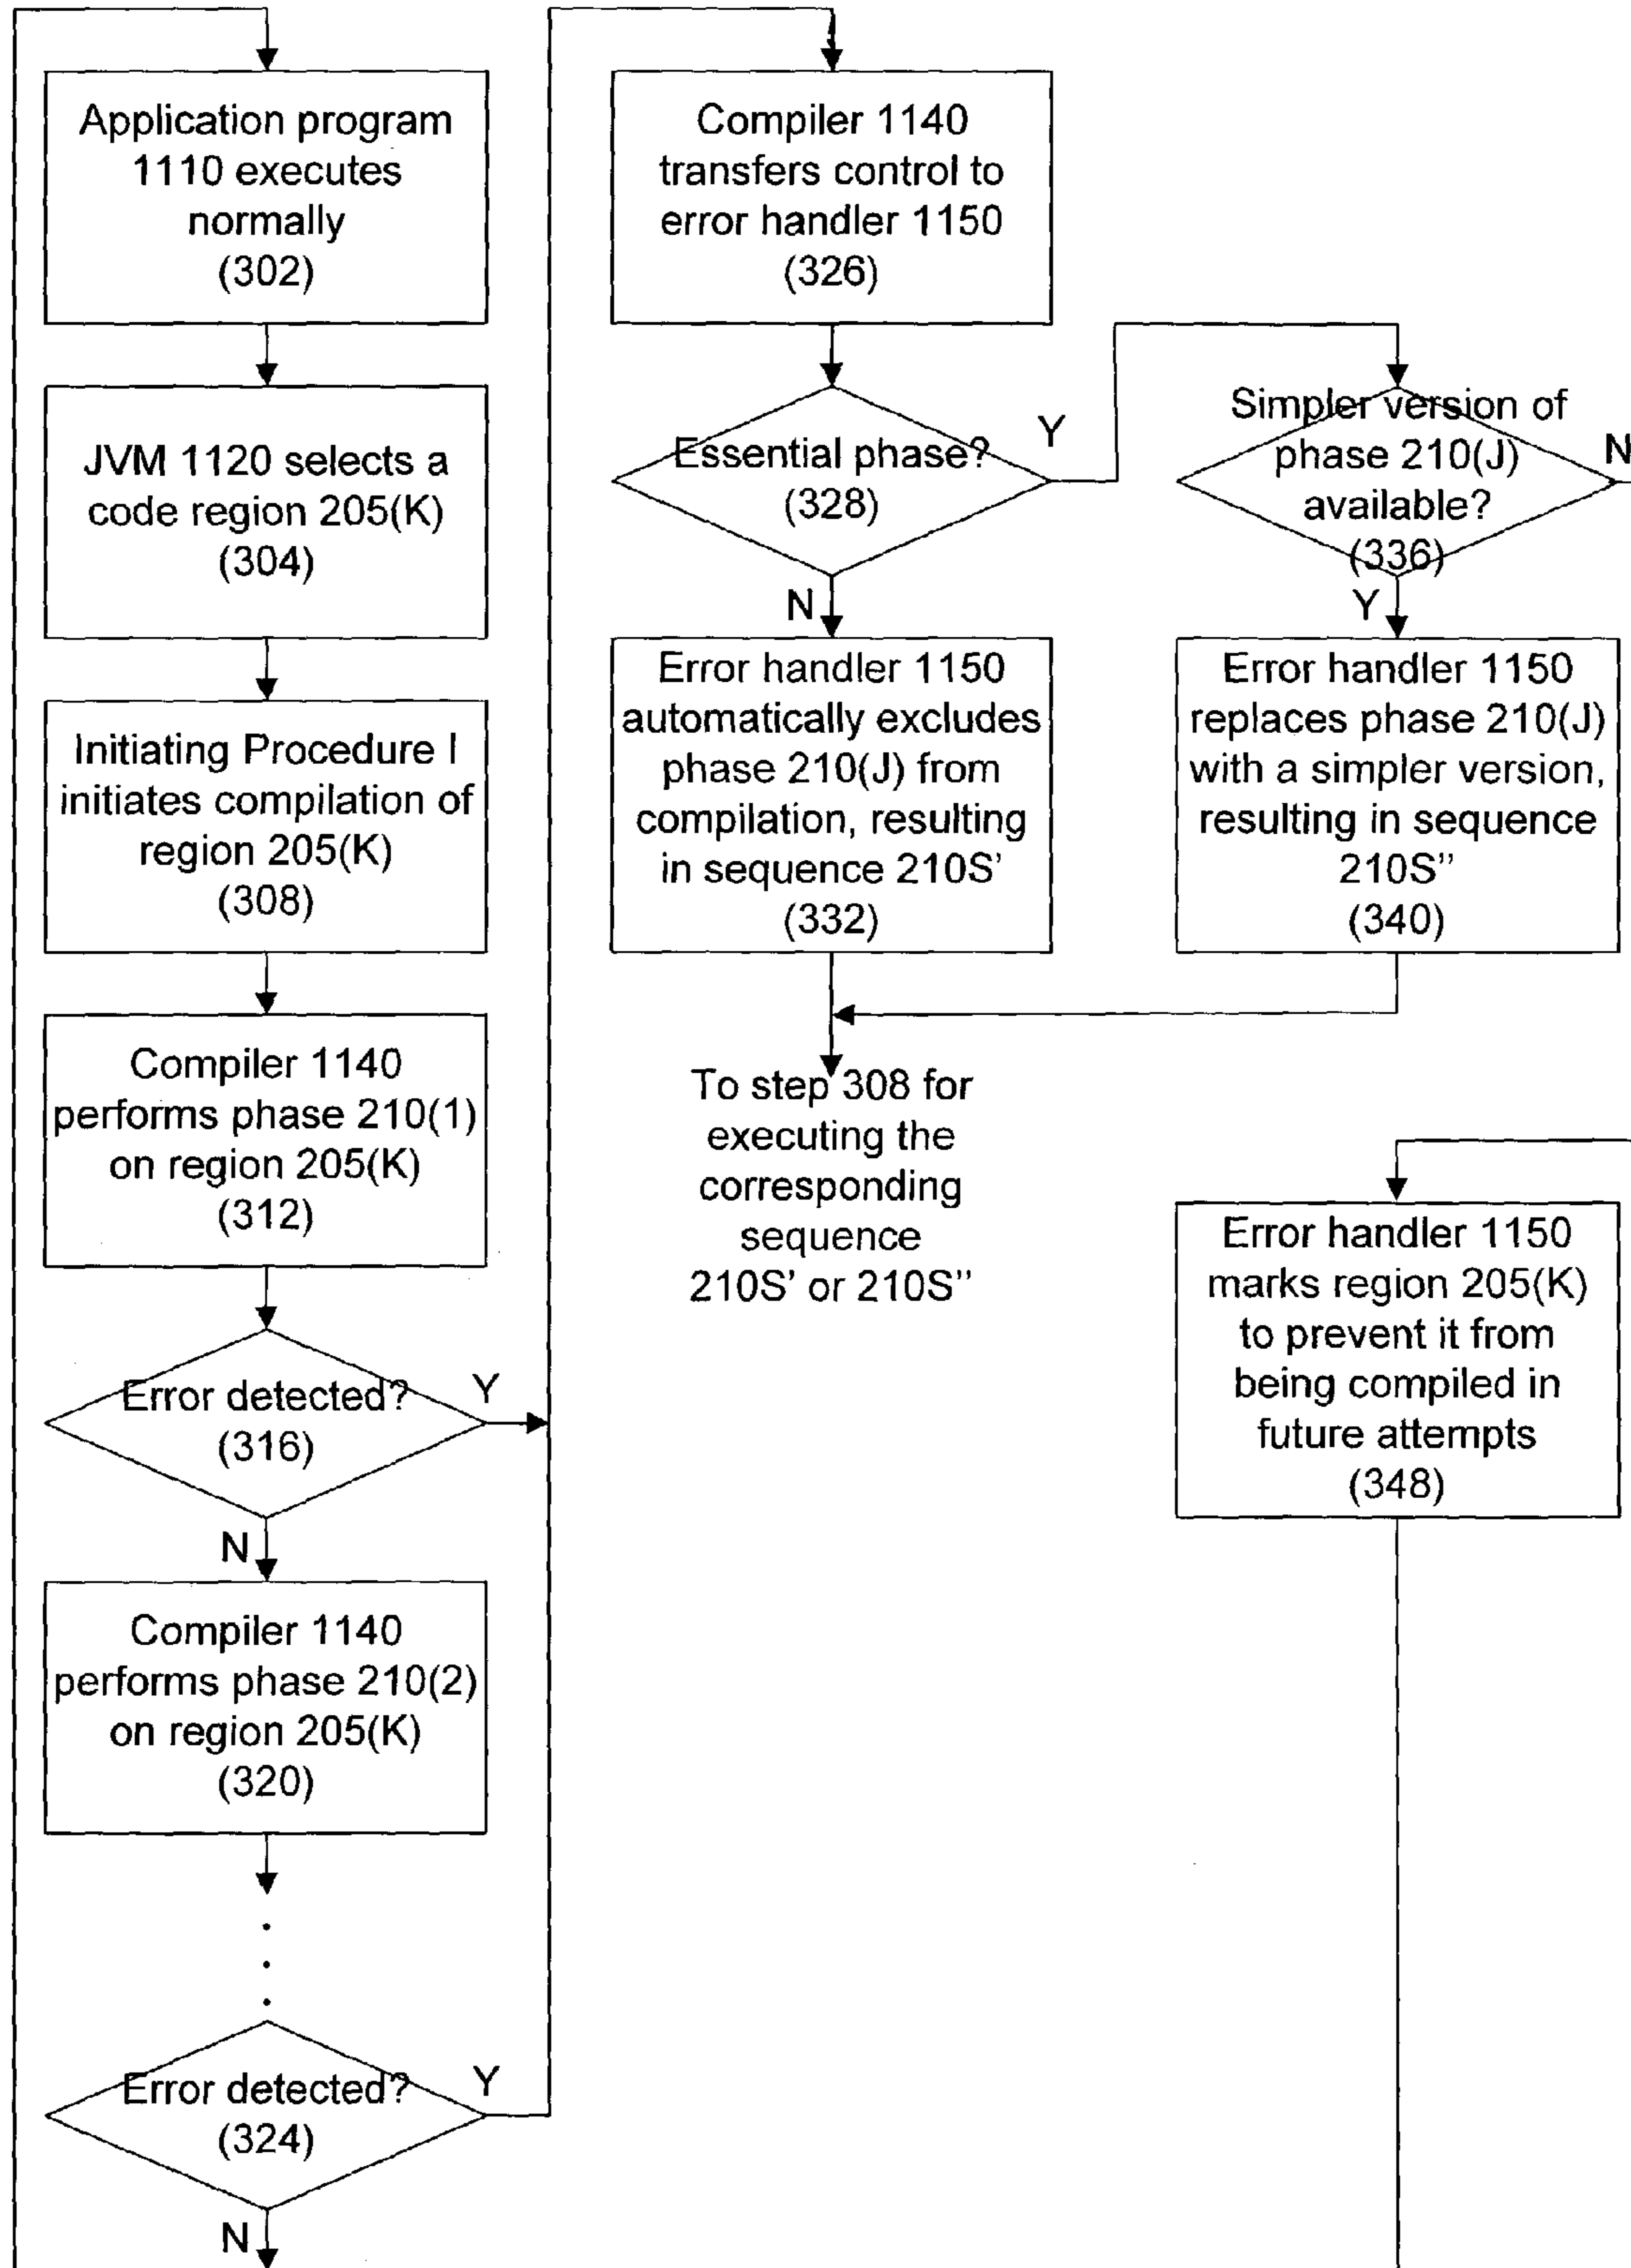 Application program
1110 executes
normally
(302)
JVM 1120 selects a
code region 205(K)
(304)
Initiating Procedure I
initiates compilation of
region 205(K)
(308)
Compiler 1140
performs phase 210(1)
on region 205(K)
(312)
Error detected?
(316)
Y
N
Compiler 1140
performs phase 210(2)
on region 205(K)
(320)
Error detected?
(324)
Y
N
Compiler 1140
transfers control to
error handler 1150
(326)
Essential phase?
(328)
Y
N
Error handler 1150
automatically excludes
phase 210(J) from
compilation, resulting
in sequence 210S'
(332)
To step 308 for
executing the
corresponding
sequence
210S' or 210S''
Simpler version of
phase 210(J)
available?
(336)
N
Y
Error handler 1150
replaces phase 210(J)
with a simpler version,
resulting in sequence
210S''
(340)
Error handler 1150
marks region 205(K)
to prevent it from
being compiled in
future attempts
(348)